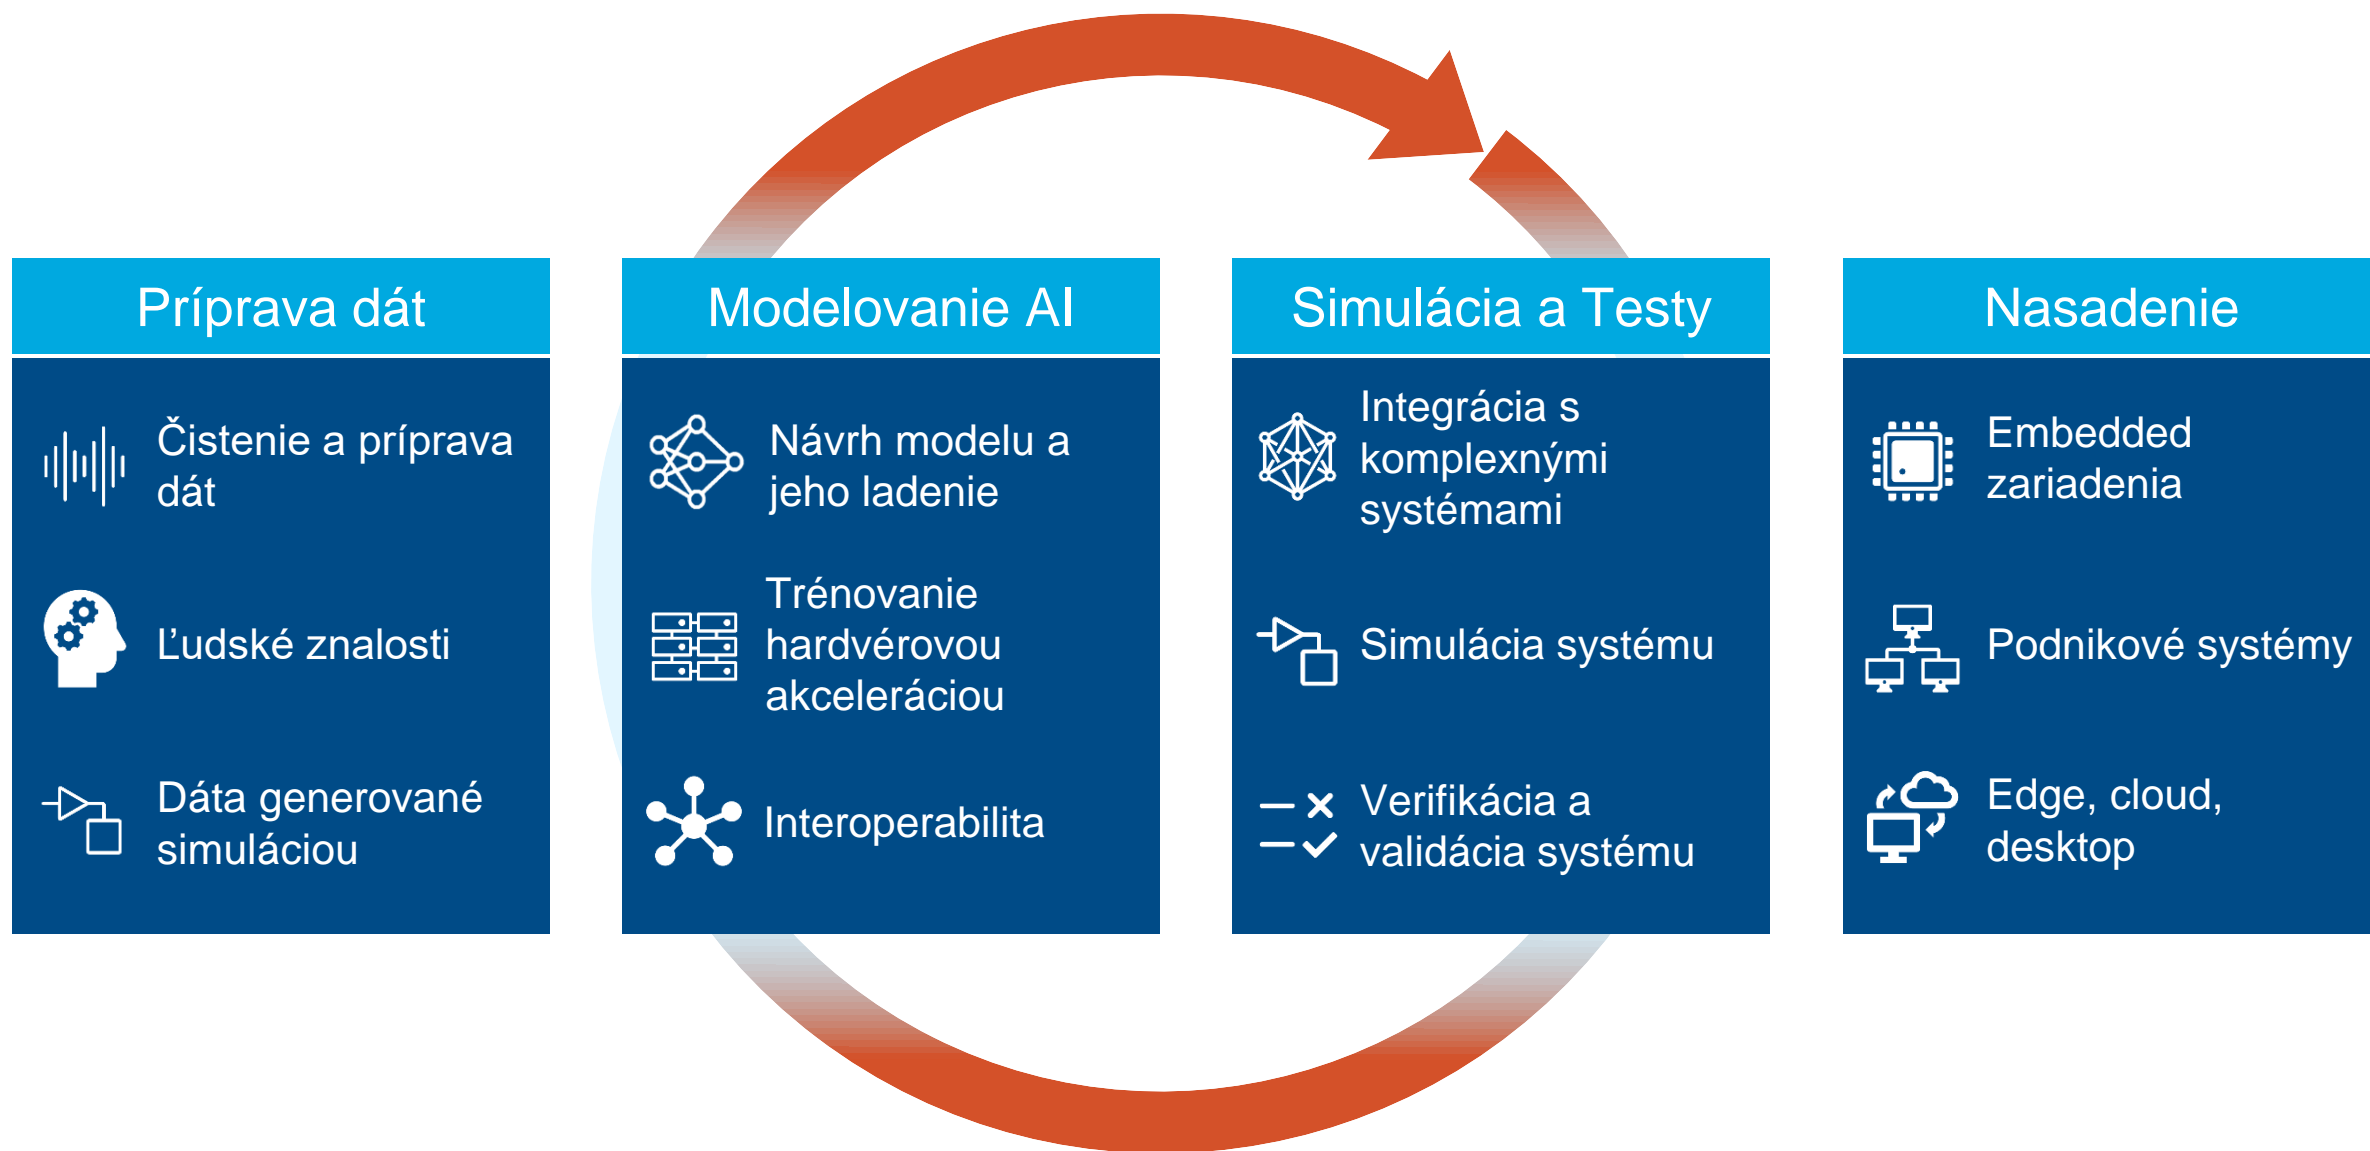 Príprava dát
Čistenie a príprava
dát
Ľudské znalosti
Dáta generované
simuláciou
Modelovanie AI
Návrh modelu a
jeho ladenie
Trénovanie
hardvérovou
akceleráciou
Interoperabilita
Simulácia a Testy
Integrácia s
komplexnými
systémami
Simulácia systému
Verifikácia a
validácia systému
Nasadenie
Embedded
zariadenia
Podnikové systémy
Edge, cloud,
desktop